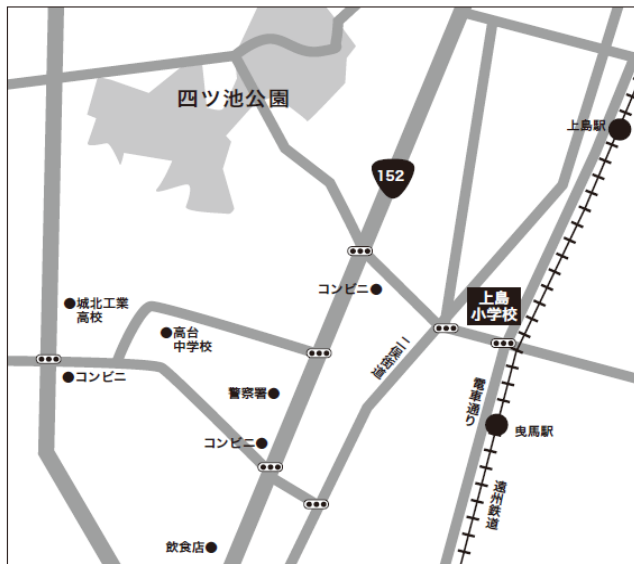 四ツ池公園
上島駅
152
コンビニ
上島
小学校
城北工業
高校
高台
中学校
二俣街道
コンビニ
電車通り
警察署
曳馬駅
コンビニ
遠州鉄道
飲食店